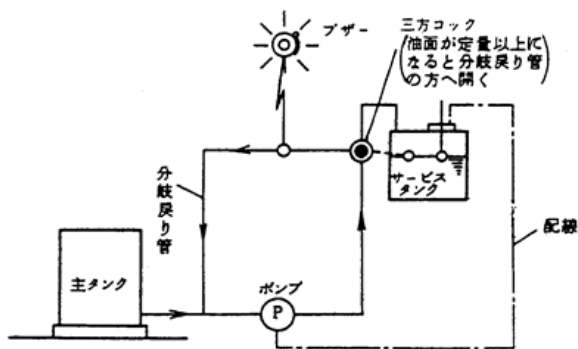 ブザー
三方コック
(油面が定量以上に
なると分岐戻り管
の方へ開く)
サービス
タンク
分岐戻り管
配線
主タンク
ポンプ
P